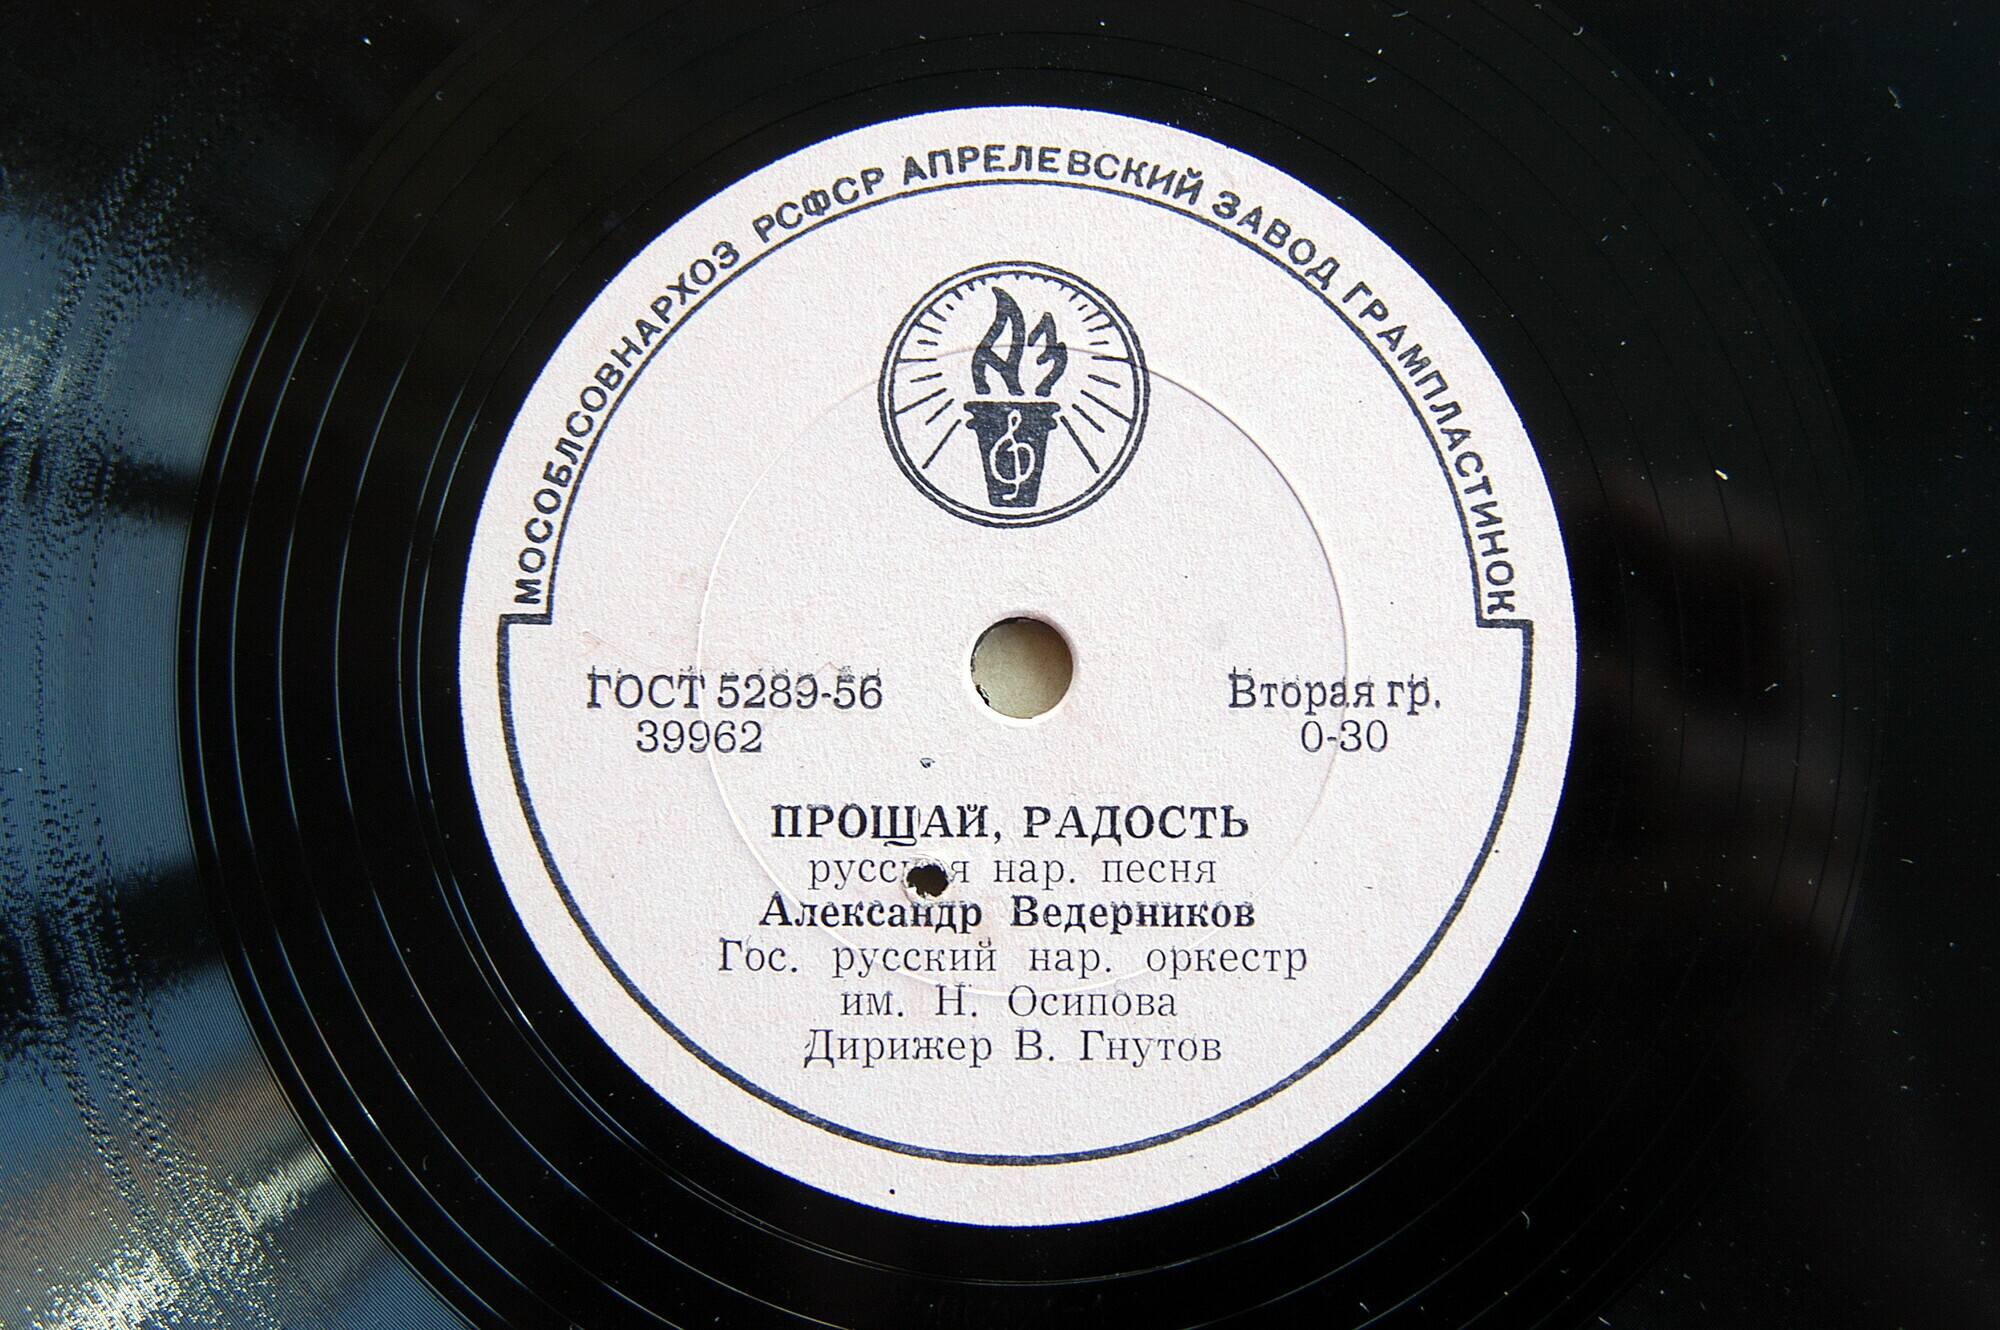 МОСОБЛСОВНАРХОЗ РСФСР АПРЕЛЕВСКИЙ ЗАВОД ГРАМПЛАСТИНОК
АЗ
ГОСТ 5289-56
39962
Вторая гр.
0-30
ПРОЩАЙ, РАДОСТЬ
русская нар. песня
Александр Ведерников
Гос. русский нар. оркестр
им. Н. Осипова
Дирижер В. Гнутов